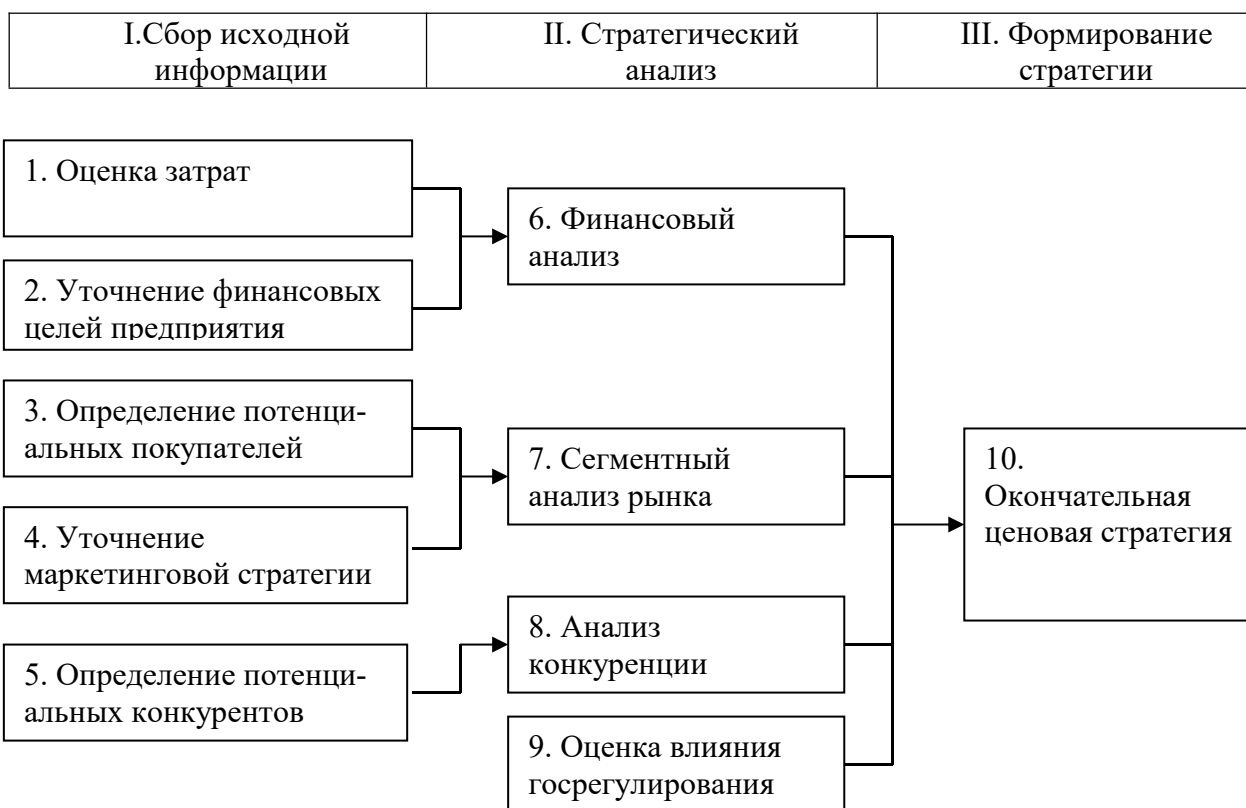 I.Сбор исходной
информации
II. Стратегический
анализ
III. Формирование
стратегии
1. Оценка затрат
2. Уточнение финансовых
целей предприятия
3. Определение потенци-
альных покупателей
4. Уточнение
маркетинговой стратегии
5. Определение потенци-
альных конкурентов
6. Финансовый
анализ
7. Сегментный
анализ рынка
8. Анализ
конкуренции
9. Оценка влияния
госрегулирования
10.
Окончательная
ценовая стратегия